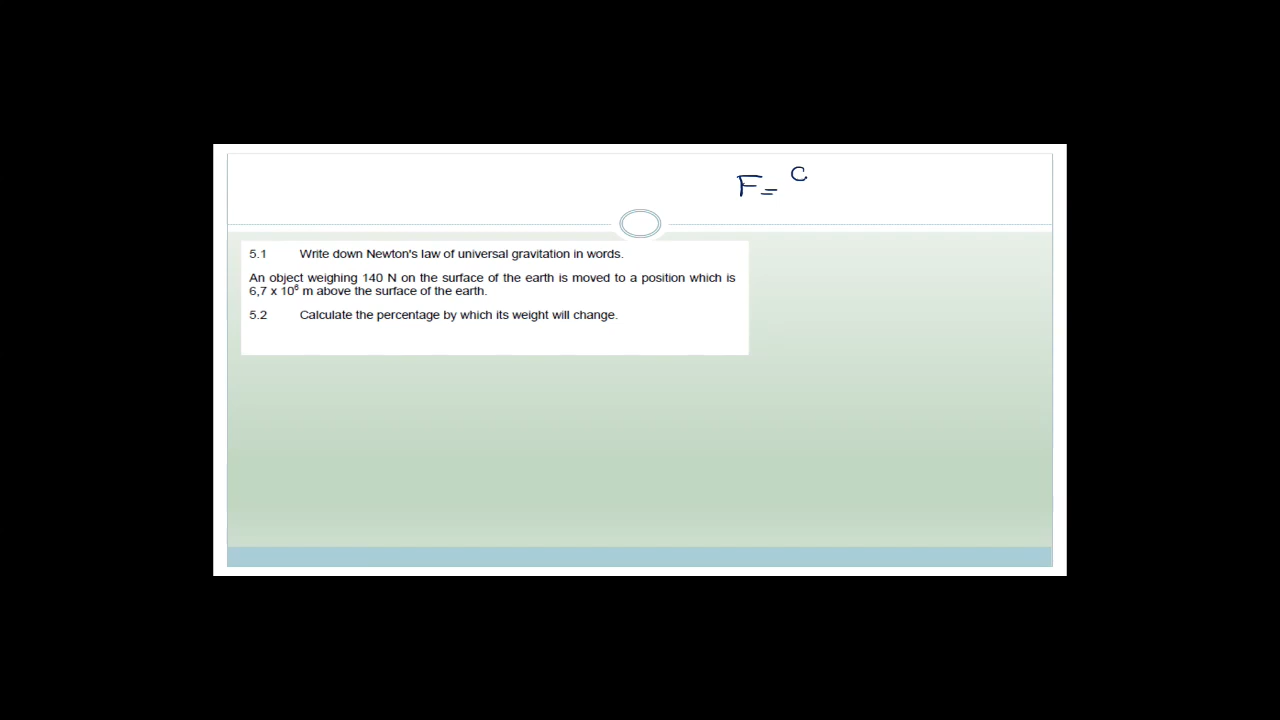 F= G
5.1 Write down Newton's law of universal gravitation in words.
An object weighing 140 N on the surface of the earth is moved to a position which is
6,7 x 10⁶ m above the surface of the earth.
5.2 Calculate the percentage by which its weight will change.